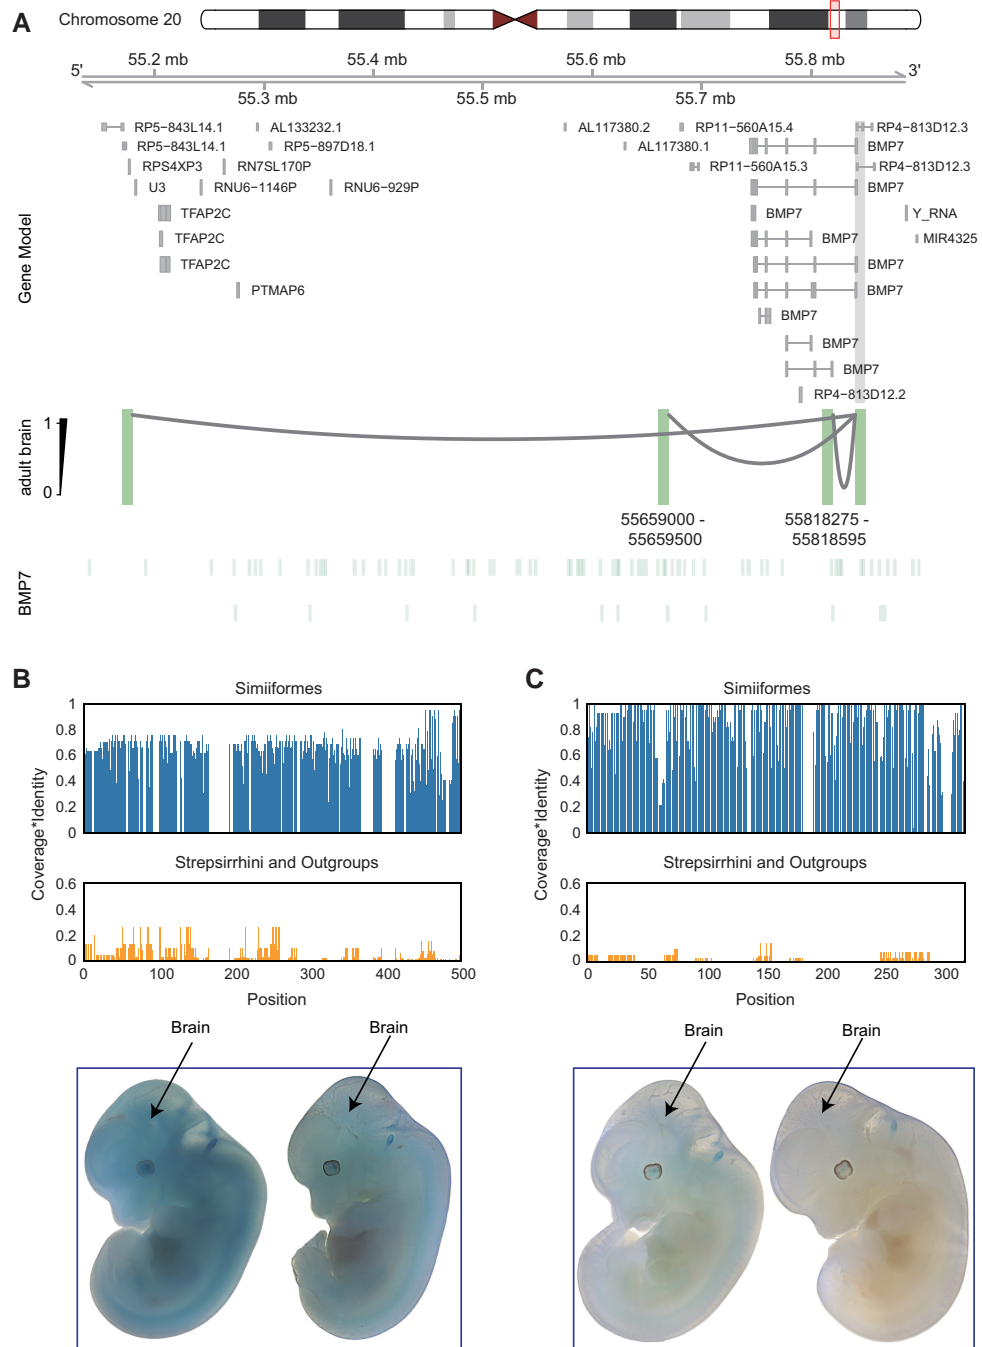 A
Chromosome 20
55.2 mb 55.4 mb 55.6 mb 55.8 mb
5' 3'
55.3 mb 55.5 mb 55.7 mb
RP5-843L14.1 AL133232.1 AL117380.2 RP11-560A15.4 RP4-813D12.3
RP5-843L14.1 RP5-897D18.1 AL117380.1 BMP7
RPS4XP3 RN7SL170P RP11-560A15.3 RP4-813D12.3
U3 RNU6-1146P RNU6-929P BMP7
TFAP2C BMP7 Y_RNA
TFAP2C BMP7 MIR4325
TFAP2C BMP7
PTMAP6 BMP7
BMP7
BMP7
BMP7
RP4-813D12.2
Gene Model
adult brain
1
0
55659000 - 55818275 -
55659500 55818595
BMP7
B
Simiiformes
1
0.8
0.6
0.4
0.2
0
Coverage*Identity
Strepsirrhini and Outgroups
0.6
0.4
0.2
0
0 100 200 300 400 500
Position
Brain Brain
C
Simiiformes
1
0.8
0.6
0.4
0.2
0
Coverage*Identity
Strepsirrhini and Outgroups
0.6
0.4
0.2
0
0 50 100 150 200 250 300
Position
Brain Brain